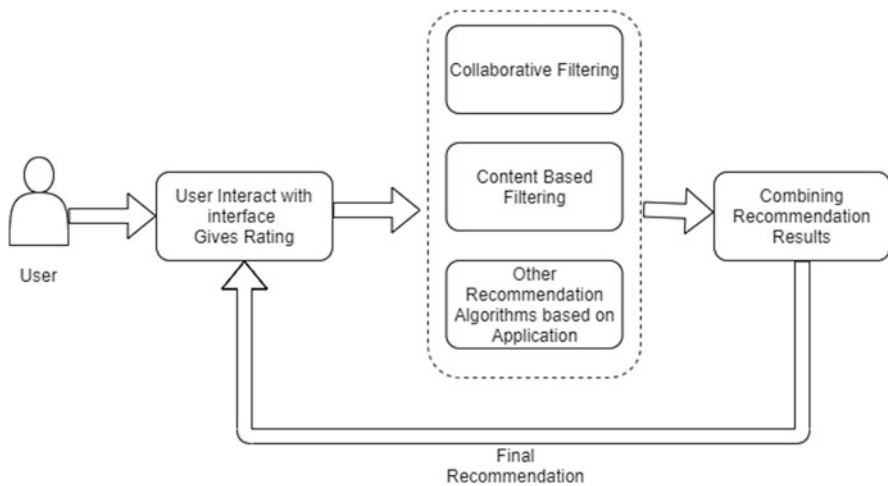 User
User Interact with
interface
Gives Rating
Collaborative Filtering
Content Based
Filtering
Other
Recommendation
Algorithms based on
Application
Combining
Recommendation
Results
Final
Recommendation